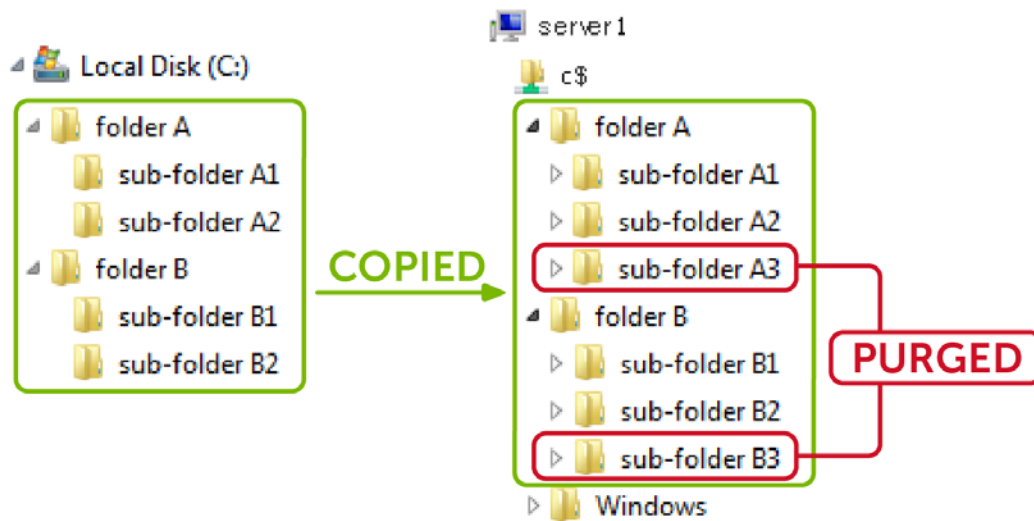 Local Disk (C:)
folder A
sub-folder A1
sub-folder A2
folder B
sub-folder B1
sub-folder B2
COPIED
server1
c$
folder A
sub-folder A1
sub-folder A2
sub-folder A3
folder B
sub-folder B1
sub-folder B2
sub-folder B3
Windows
PURGED